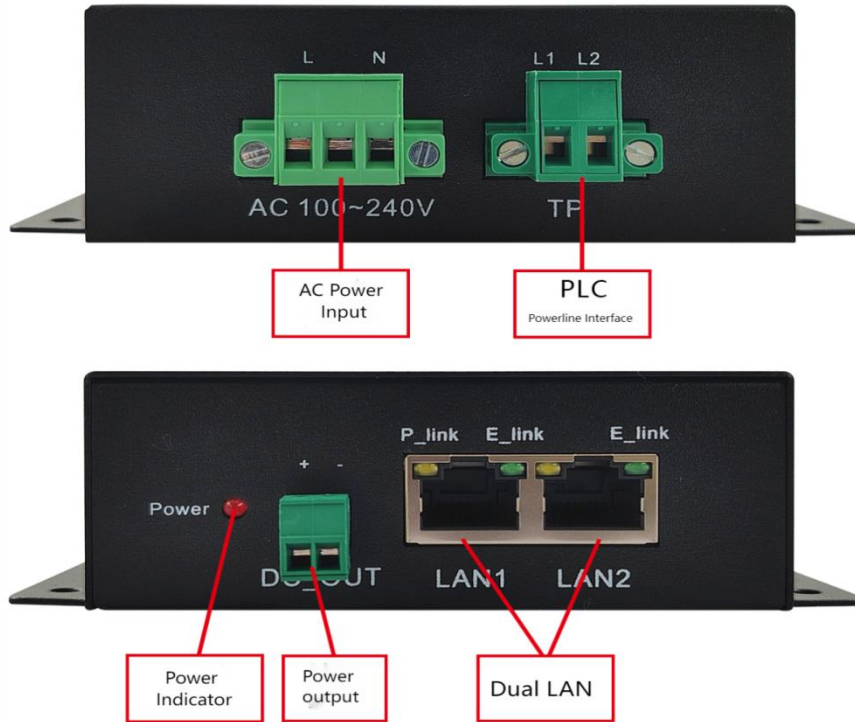 L N
L1 L2
AC 100~240V
TP
AC Power
Input
PLC
Powerline Interface
P_link E_link E_link
+ -
Power
DC_OUT
LAN1
LAN2
Power
Indicator
Power
output
Dual LAN